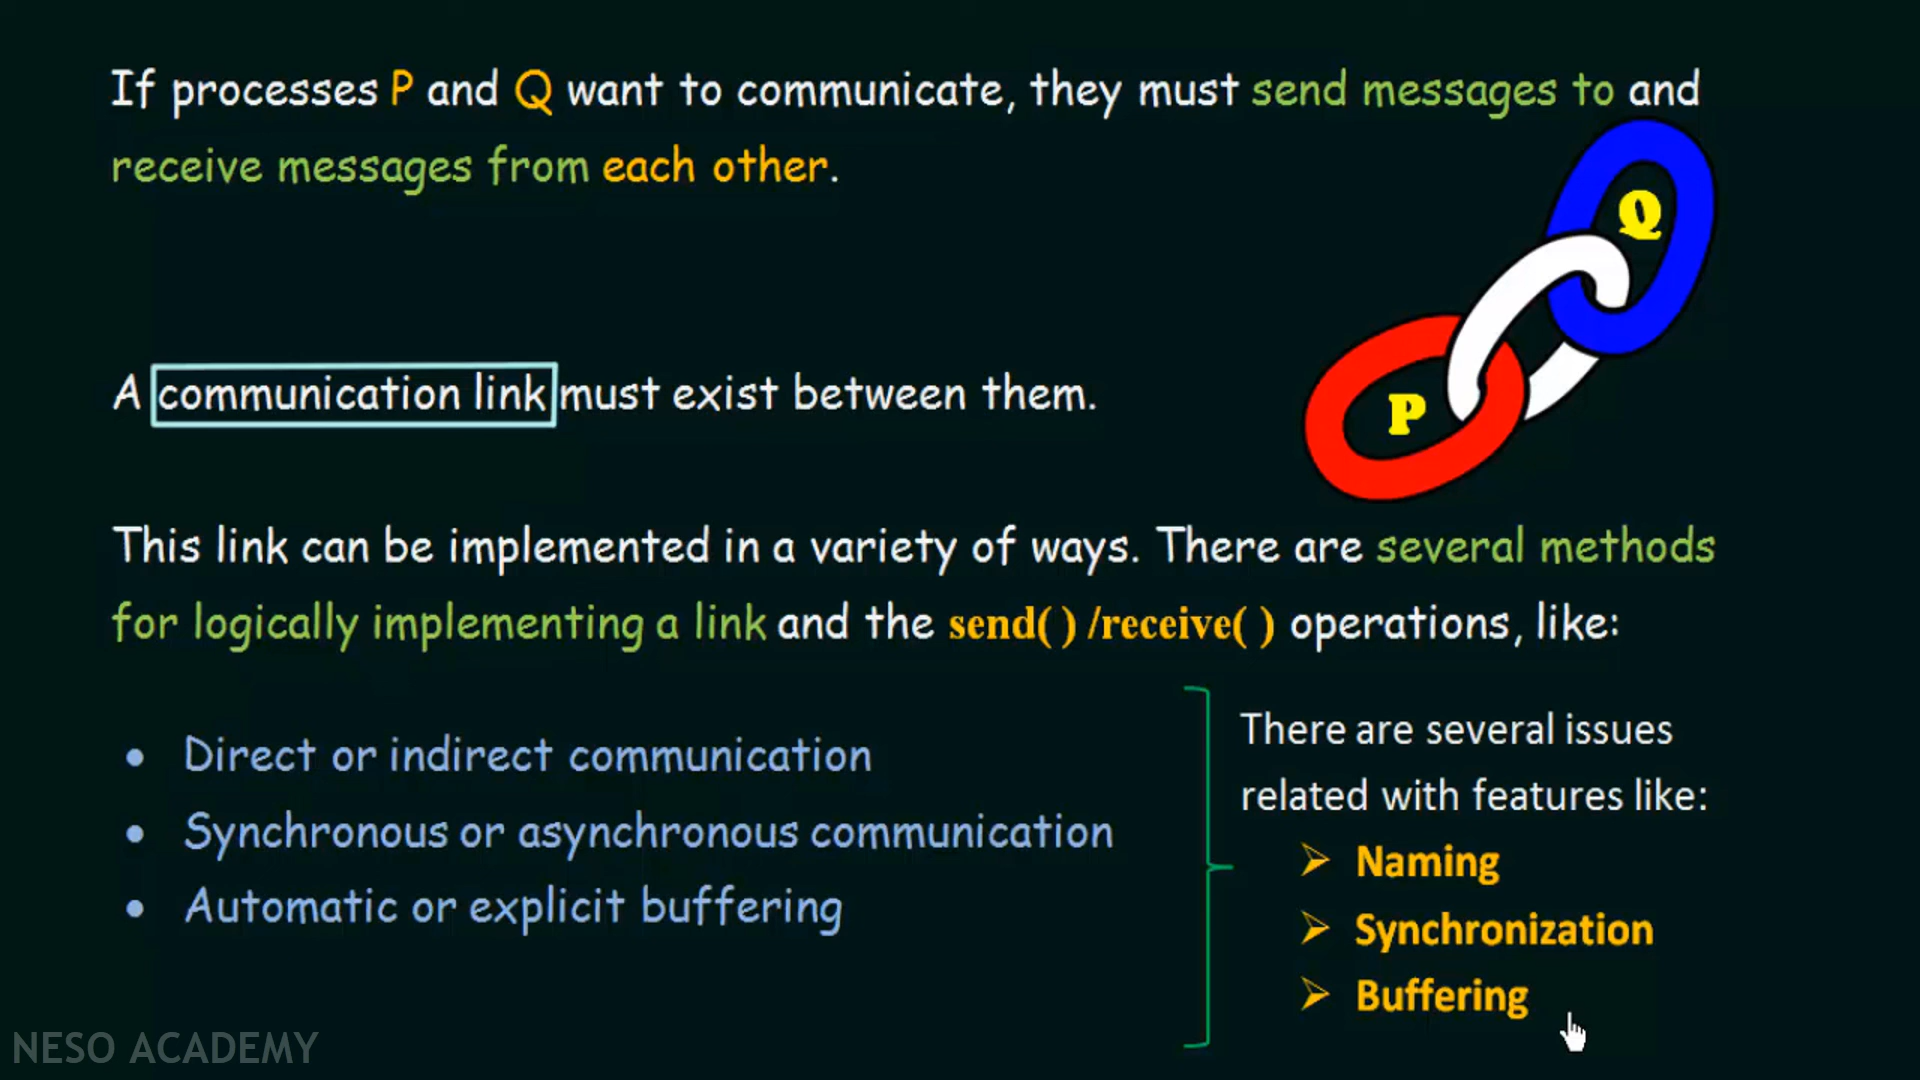 If processes P and Q want to communicate, they must send messages to and
receive messages from each other.
Q
A communication link must exist between them.
P
This link can be implemented in a variety of ways. There are several methods
for logically implementing a link and the send( ) /receive( ) operations, like:
• Direct or indirect communication
• Synchronous or asynchronous communication
• Automatic or explicit buffering
There are several issues
related with features like:
➢ Naming
➢ Synchronization
➢ Buffering
NESO ACADEMY